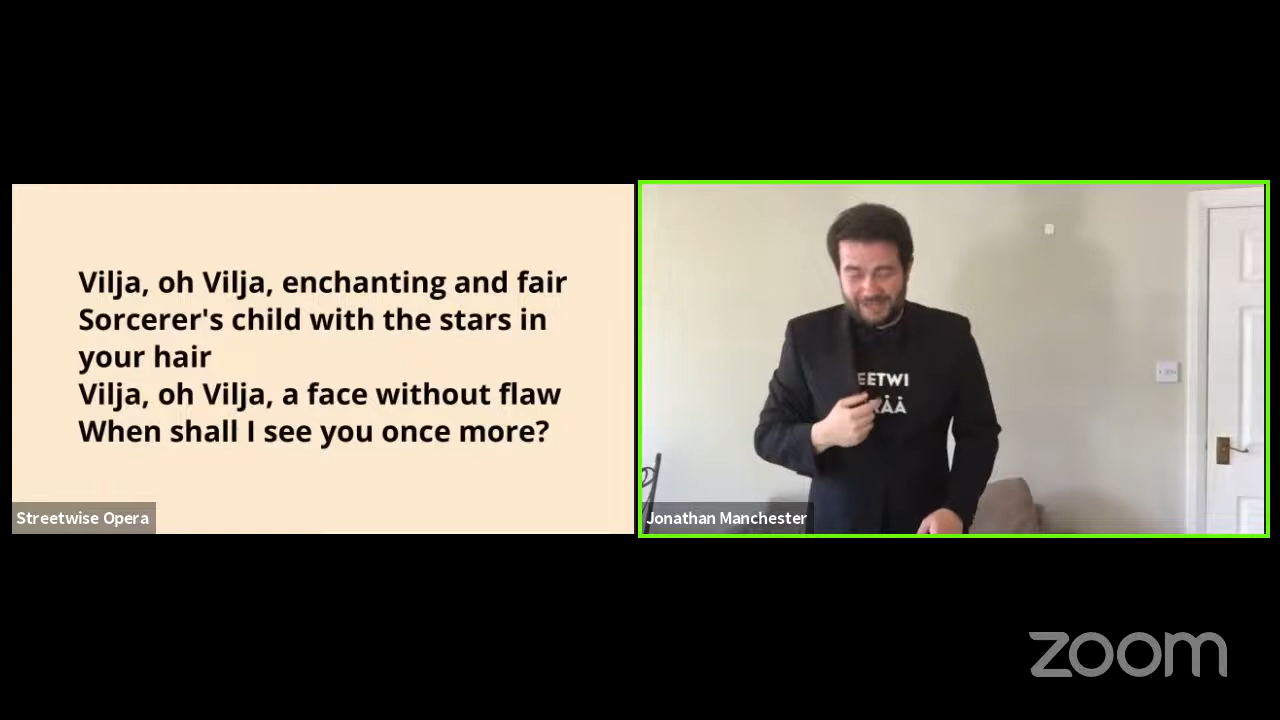 Vilja, oh Vilja, enchanting and fair
Sorcerer's child with the stars in
your hair
Vilja, oh Vilja, a face without flaw
When shall I see you once more?
Streetwise Opera
EETWI
Jonathan Manchester
zoom